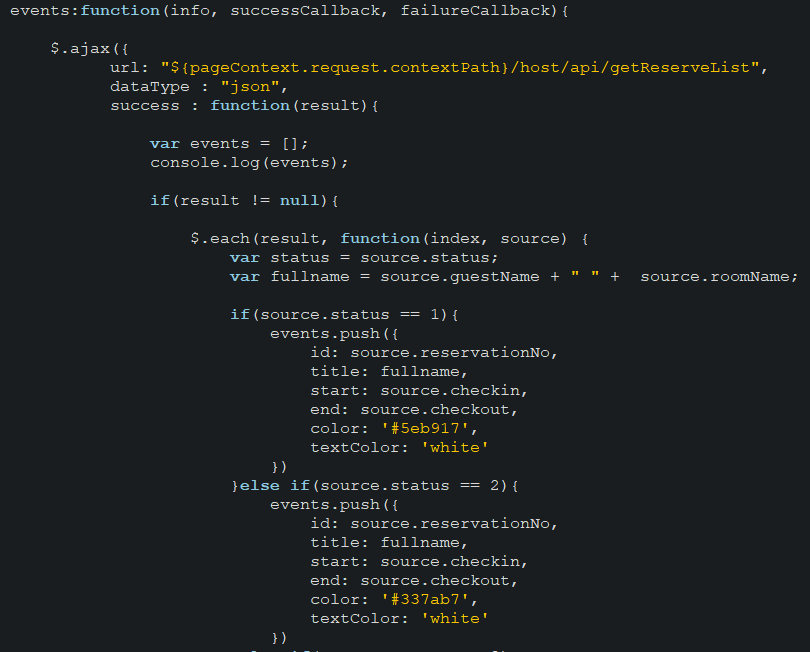 events:function(info, successCallback, failureCallback){
$.ajax({
url: "${pageContext.request.contextPath}/host/api/getReserveList",
dataType : "json",
success : function(result){
var events = [];
console.log(events);
if(result != null){
$.each(result, function(index, source) {
var status = source.status;
var fullname = source.guestName + " " +  source.roomName;
if(source.status == 1){
events.push({
id: source.reservationNo,
title: fullname,
start: source.checkin,
end: source.checkout,
color: '#5eb917',
textColor: 'white'
})
}else if(source.status == 2){
events.push({
id: source.reservationNo,
title: fullname,
start: source.checkin,
end: source.checkout,
color: '#337ab7',
textColor: 'white'
})